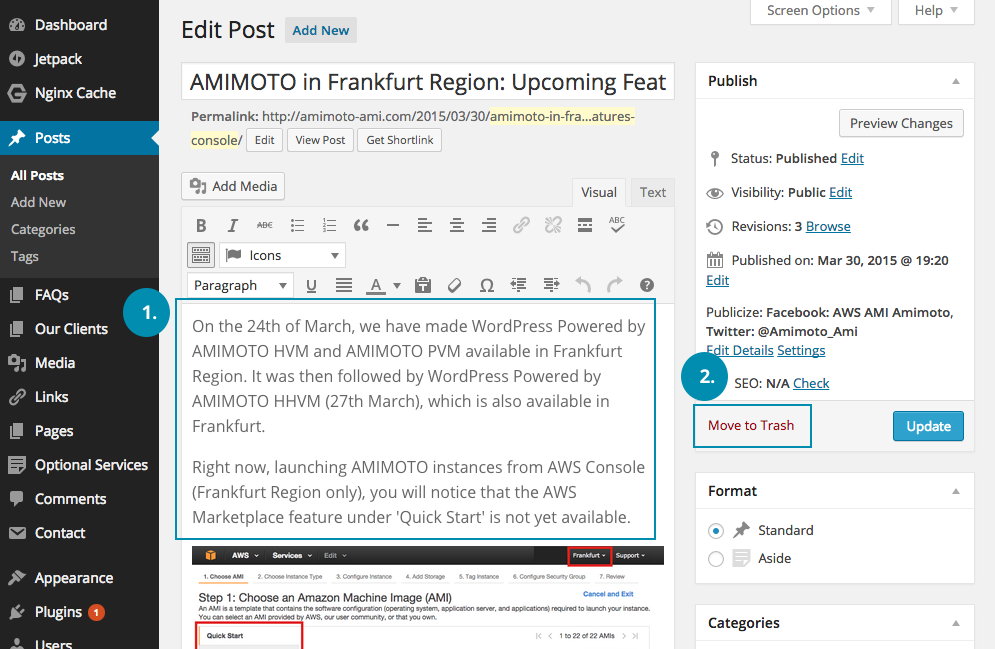 Dashboard
Jetpack
Nginx Cache
Posts
All Posts
Add New
Categories
Tags
FAQs
Our Clients
Media
Links
Pages
Optional Services
Comments
Contact
Appearance
Plugins 1
Users
Screen Options
Help
Edit Post
Add New
AMIMOTO in Frankfurt Region: Upcoming Feat
Permalink: http://amimoto-ami.com/2015/03/30/amimoto-in-fra...atures-
console/ Edit View Post Get Shortlink
Add Media
Visual Text
B I ABC ABC
Icons
Paragraph U A Ω ?
1.
On the 24th of March, we have made WordPress Powered by
AMIMOTO HVM and AMIMOTO PVM available in Frankfurt
Region. It was then followed by WordPress Powered by
AMIMOTO HHVM (27th March), which is also available in
Frankfurt.
Right now, launching AMIMOTO instances from AWS Console
(Frankfurt Region only), you will notice that the AWS
Marketplace feature under 'Quick Start' is not yet available.
AWS Services Edit Frankfurt Support
1. Choose AMI 2. Choose Instance Type 3. Configure Instance 4. Add Storage 5. Tag Instance 6. Configure Security Group 7. Review
Step 1: Choose an Amazon Machine Image (AMI) Cancel and Exit
An AMI is a template that contains the software configuration (operating system, application server, and applications) required to launch your instance.
You can select an AMI provided by AWS, our user community, or that you own.
Quick Start 1 to 22 of 22 AMIs
Publish
Preview Changes
Status: Published Edit
Visibility: Public Edit
Revisions: 3 Browse
Published on: Mar 30, 2015 @ 19:20
Edit
Publicize: Facebook: AWS AMI Amimoto,
Twitter: @Amimoto_Ami
Edit Details Settings
2.
SEO: N/A Check
Move to Trash
Update
Format
Standard
Aside
Categories